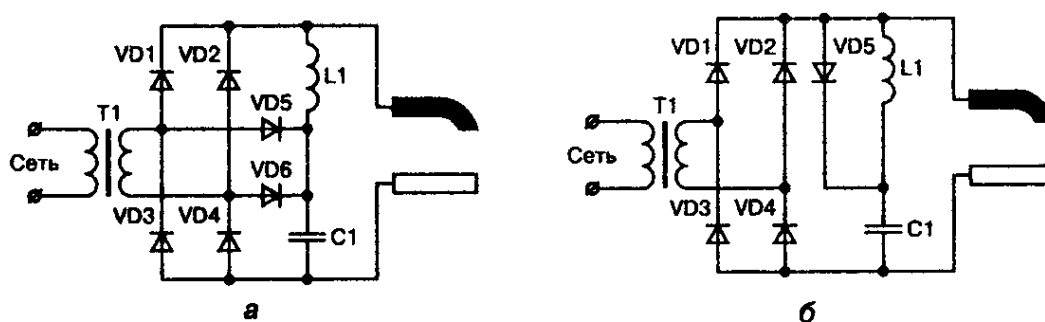 VD1 VD2
L1
VD5
T1
Сеть
VD6
VD3 VD4
C1
а
VD1 VD2 VD5
L1
T1
Сеть
VD3 VD4
C1
б